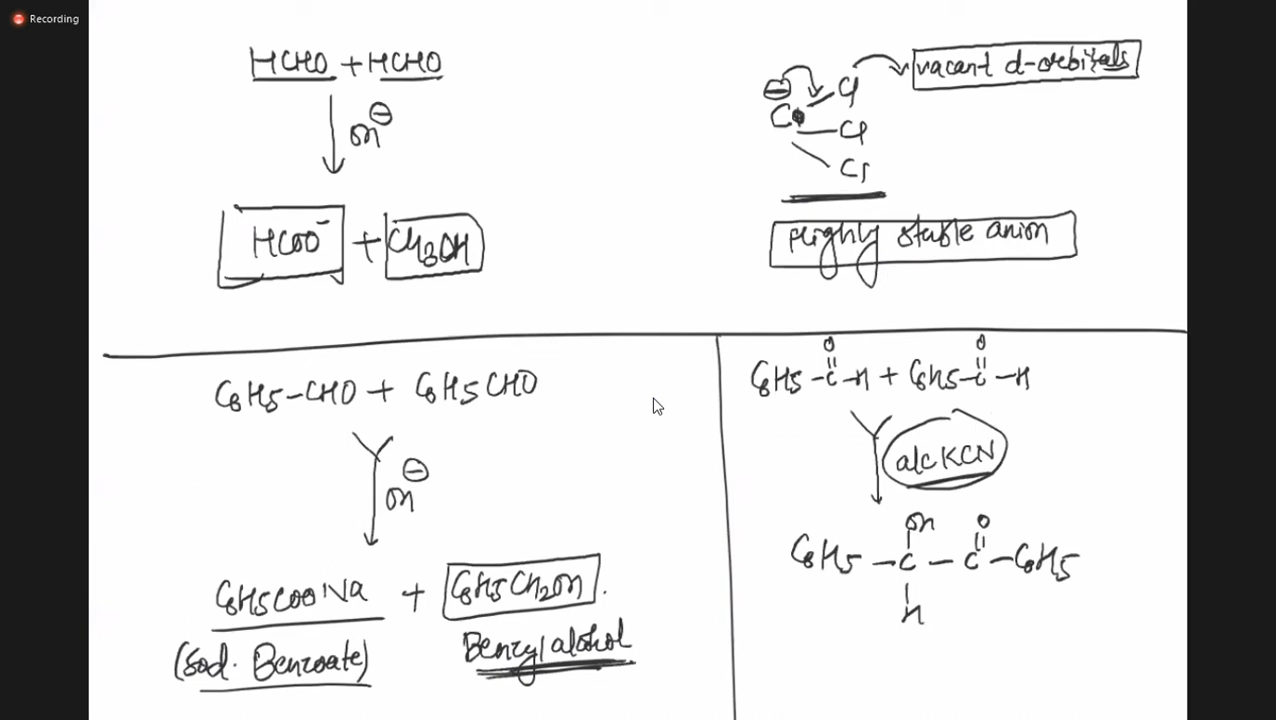 Recording
HCHO + HCHO
OH⊖
HCOO⁻ + CH3OH
vacant d-orbitals
⊖ Cl
C Cl
Cl
Highly stable anion
C6H5-CHO + C6H5CHO
⊖
OH
C6H5COONa + C6H5CH2OH.
(Sod. Benzoate) Benzyl alcohol
O O
C6H5-C-H + C6H5-C-H
alc KCN
OH O
C6H5-C-C-C6H5
H